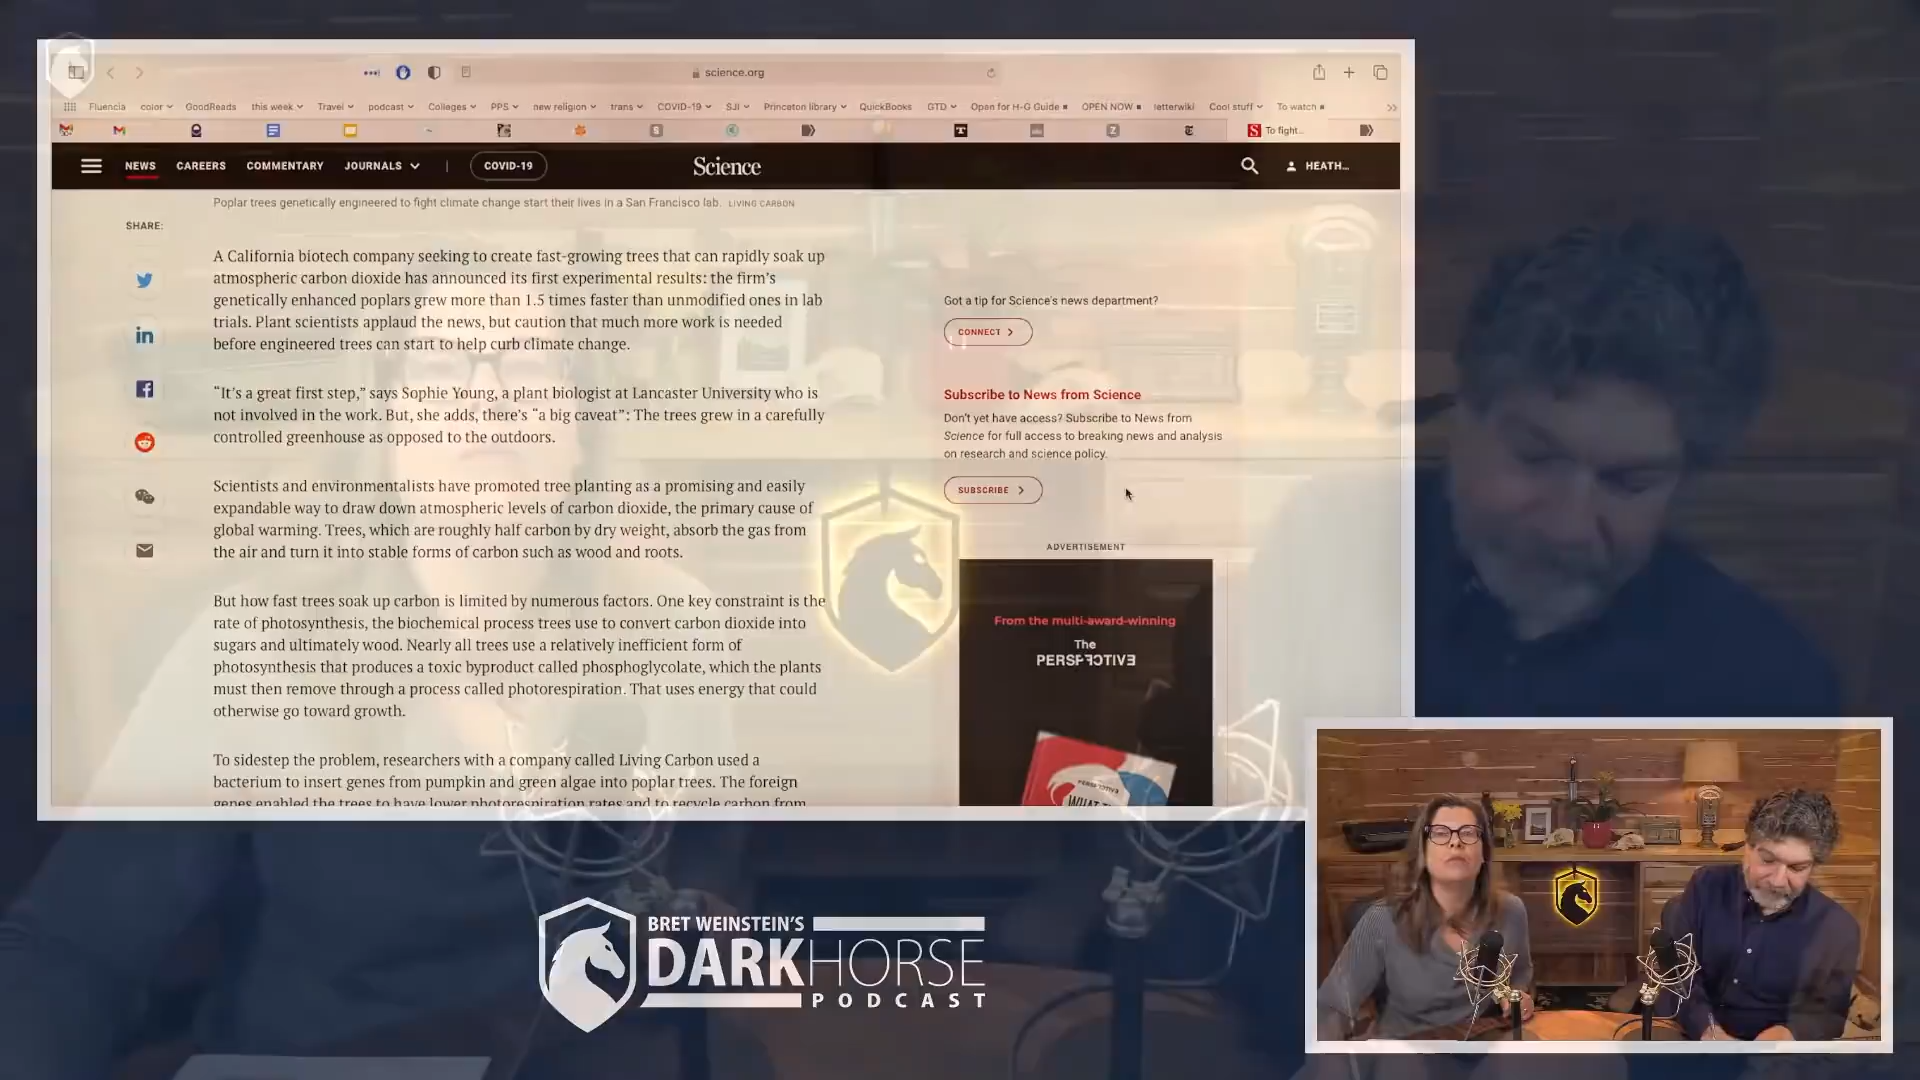 science.org
Fluencia color GoodReads this week Travel podcast Colleges PPS new religion trans COVID-19 SJI Princeton library QuickBooks GTD Open for H-G Guide OPEN NOW letterwiki Cool stuff To watch
To fight...
NEWS CAREERS COMMENTARY JOURNALS COVID-19 Science HEATH...
Poplar trees genetically engineered to fight climate change start their lives in a San Francisco lab. LIVING CARBON
SHARE:
A California biotech company seeking to create fast-growing trees that can rapidly soak up
atmospheric carbon dioxide has announced its first experimental results: the firm's
genetically enhanced poplars grew more than 1.5 times faster than unmodified ones in lab
trials. Plant scientists applaud the news, but caution that much more work is needed
before engineered trees can start to help curb climate change.
“It's a great first step,” says Sophie Young, a plant biologist at Lancaster University who is
not involved in the work. But, she adds, there's “a big caveat”: The trees grew in a carefully
controlled greenhouse as opposed to the outdoors.
Scientists and environmentalists have promoted tree planting as a promising and easily
expandable way to draw down atmospheric levels of carbon dioxide, the primary cause of
global warming. Trees, which are roughly half carbon by dry weight, absorb the gas from
the air and turn it into stable forms of carbon such as wood and roots.
But how fast trees soak up carbon is limited by numerous factors. One key constraint is the
rate of photosynthesis, the biochemical process trees use to convert carbon dioxide into
sugars and ultimately wood. Nearly all trees use a relatively inefficient form of
photosynthesis that produces a toxic byproduct called phosphoglycolate, which the plants
must then remove through a process called photorespiration. That uses energy that could
otherwise go toward growth.
To sidestep the problem, researchers with a company called Living Carbon used a
bacterium to insert genes from pumpkin and green algae into poplar trees. The foreign
genes enabled the trees to have lower photorespiration rates and to recycle carbon from
Got a tip for Science's news department?
CONNECT
Subscribe to News from Science
Don't yet have access? Subscribe to News from
Science for full access to breaking news and analysis
on research and science policy.
SUBSCRIBE
ADVERTISEMENT
From the multi-award-winning
The
PERSPECTIVE
BRET WEINSTEIN'S
DARKHORSE
PODCAST